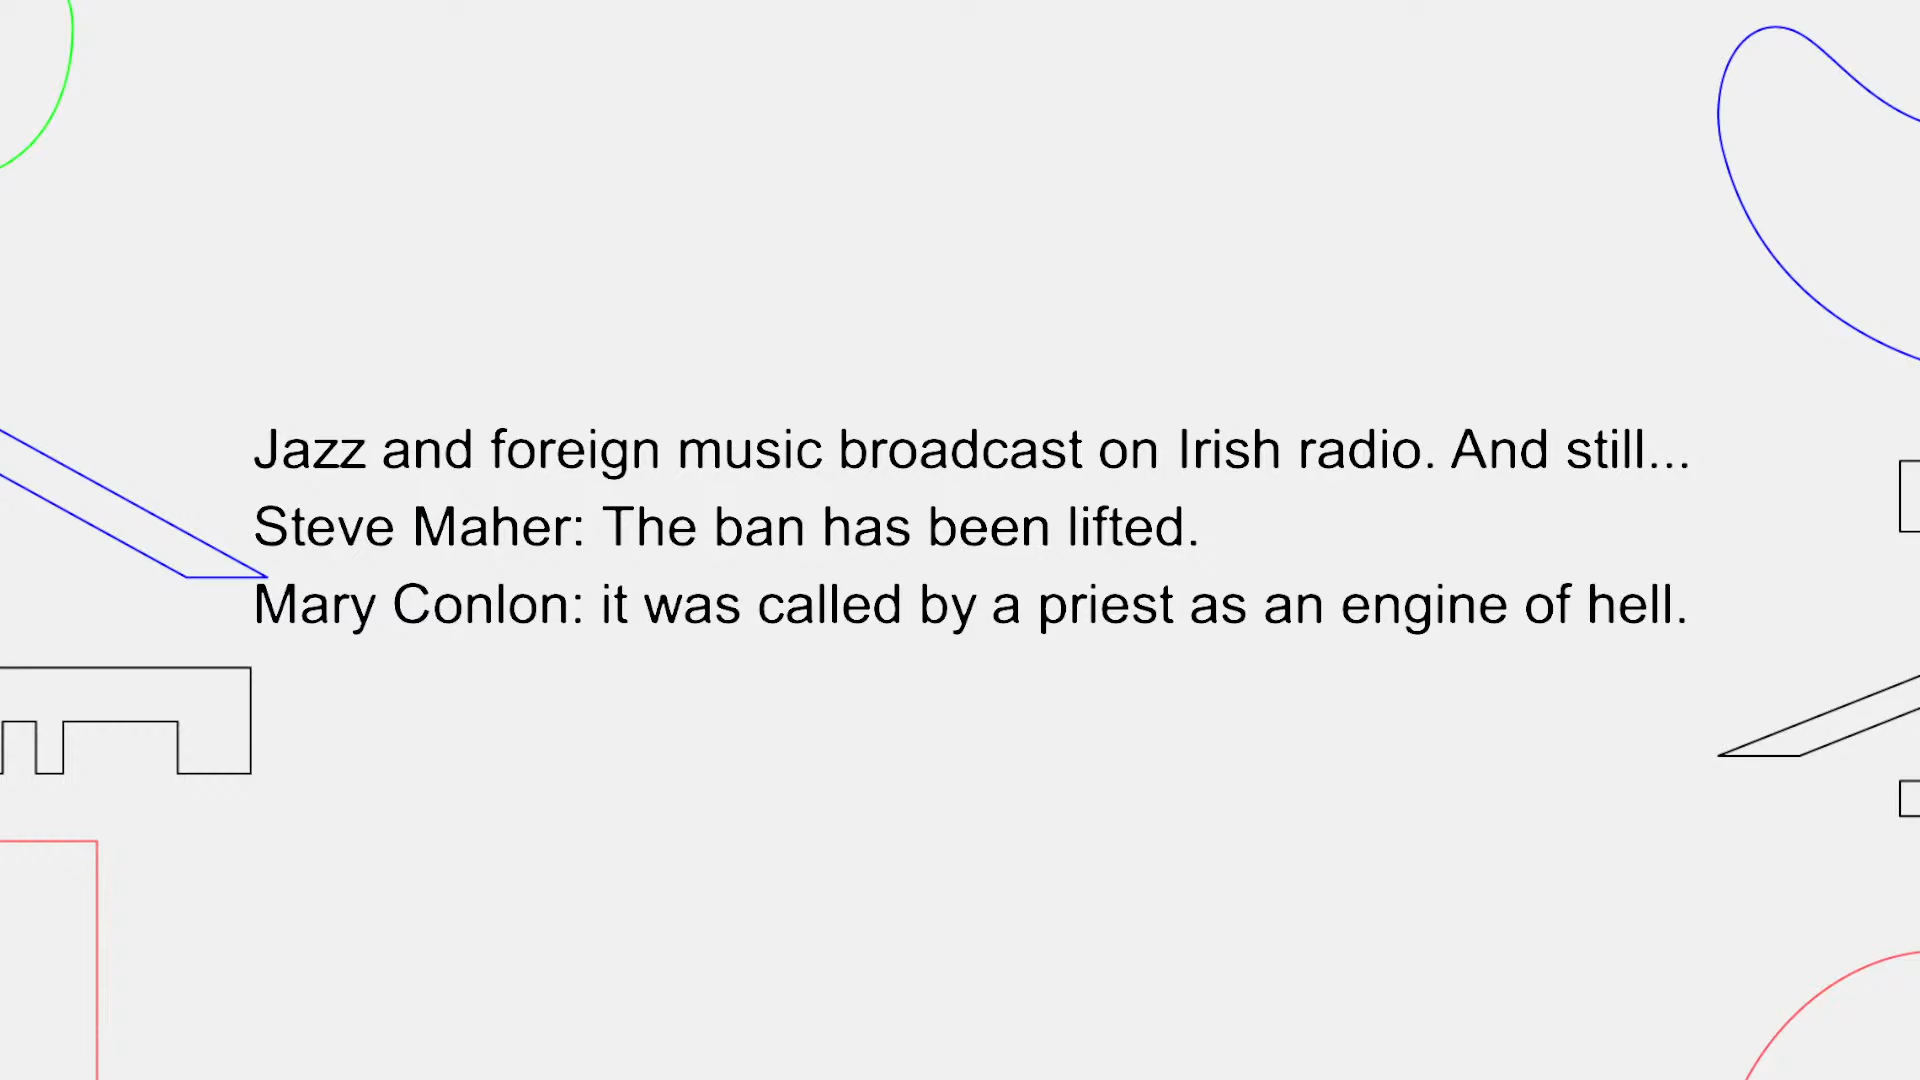 Jazz and foreign music broadcast on Irish radio. And still...
Steve Maher: The ban has been lifted.
Mary Conlon: it was called by a priest as an engine of hell.